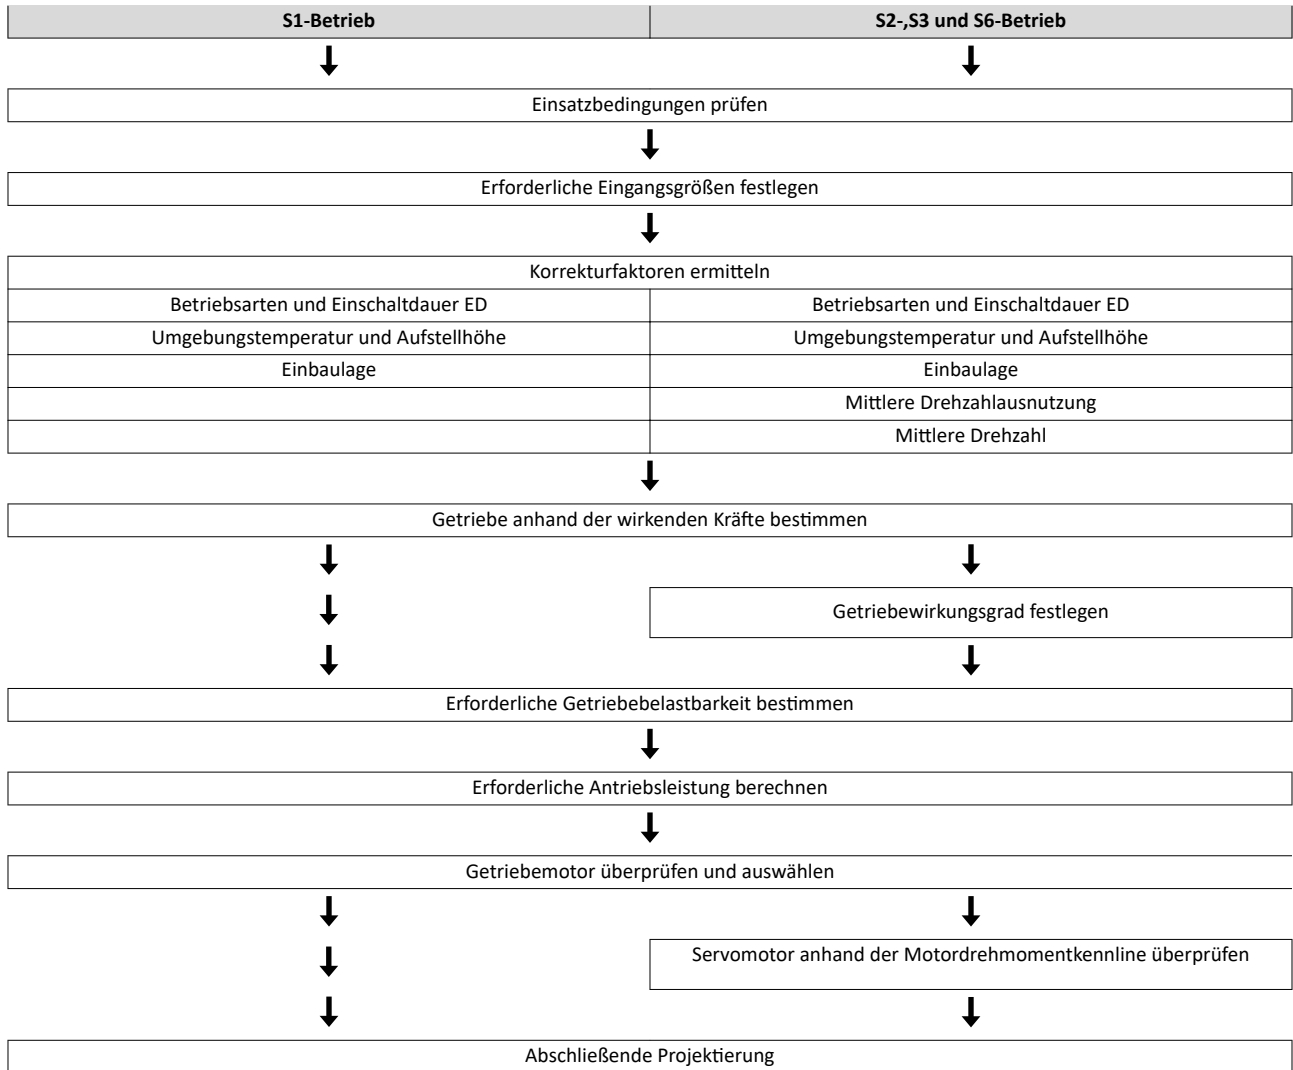 S1-Betrieb
S2-,S3 und S6-Betrieb
Einsatzbedingungen prüfen
Erforderliche Eingangsgrößen festlegen
Korrekturfaktoren ermitteln
Betriebsarten und Einschaltdauer ED
Betriebsarten und Einschaltdauer ED
Umgebungstemperatur und Aufstellhöhe
Umgebungstemperatur und Aufstellhöhe
Einbaulage
Einbaulage
Mittlere Drehzahlausnutzung
Mittlere Drehzahl
Getriebe anhand der wirkenden Kräfte bestimmen
Getriebewirkungsgrad festlegen
Erforderliche Getriebebelastbarkeit bestimmen
Erforderliche Antriebsleistung berechnen
Getriebemotor überprüfen und auswählen
Servomotor anhand der Motordrehmomentkennline überprüfen
Abschließende Projektierung